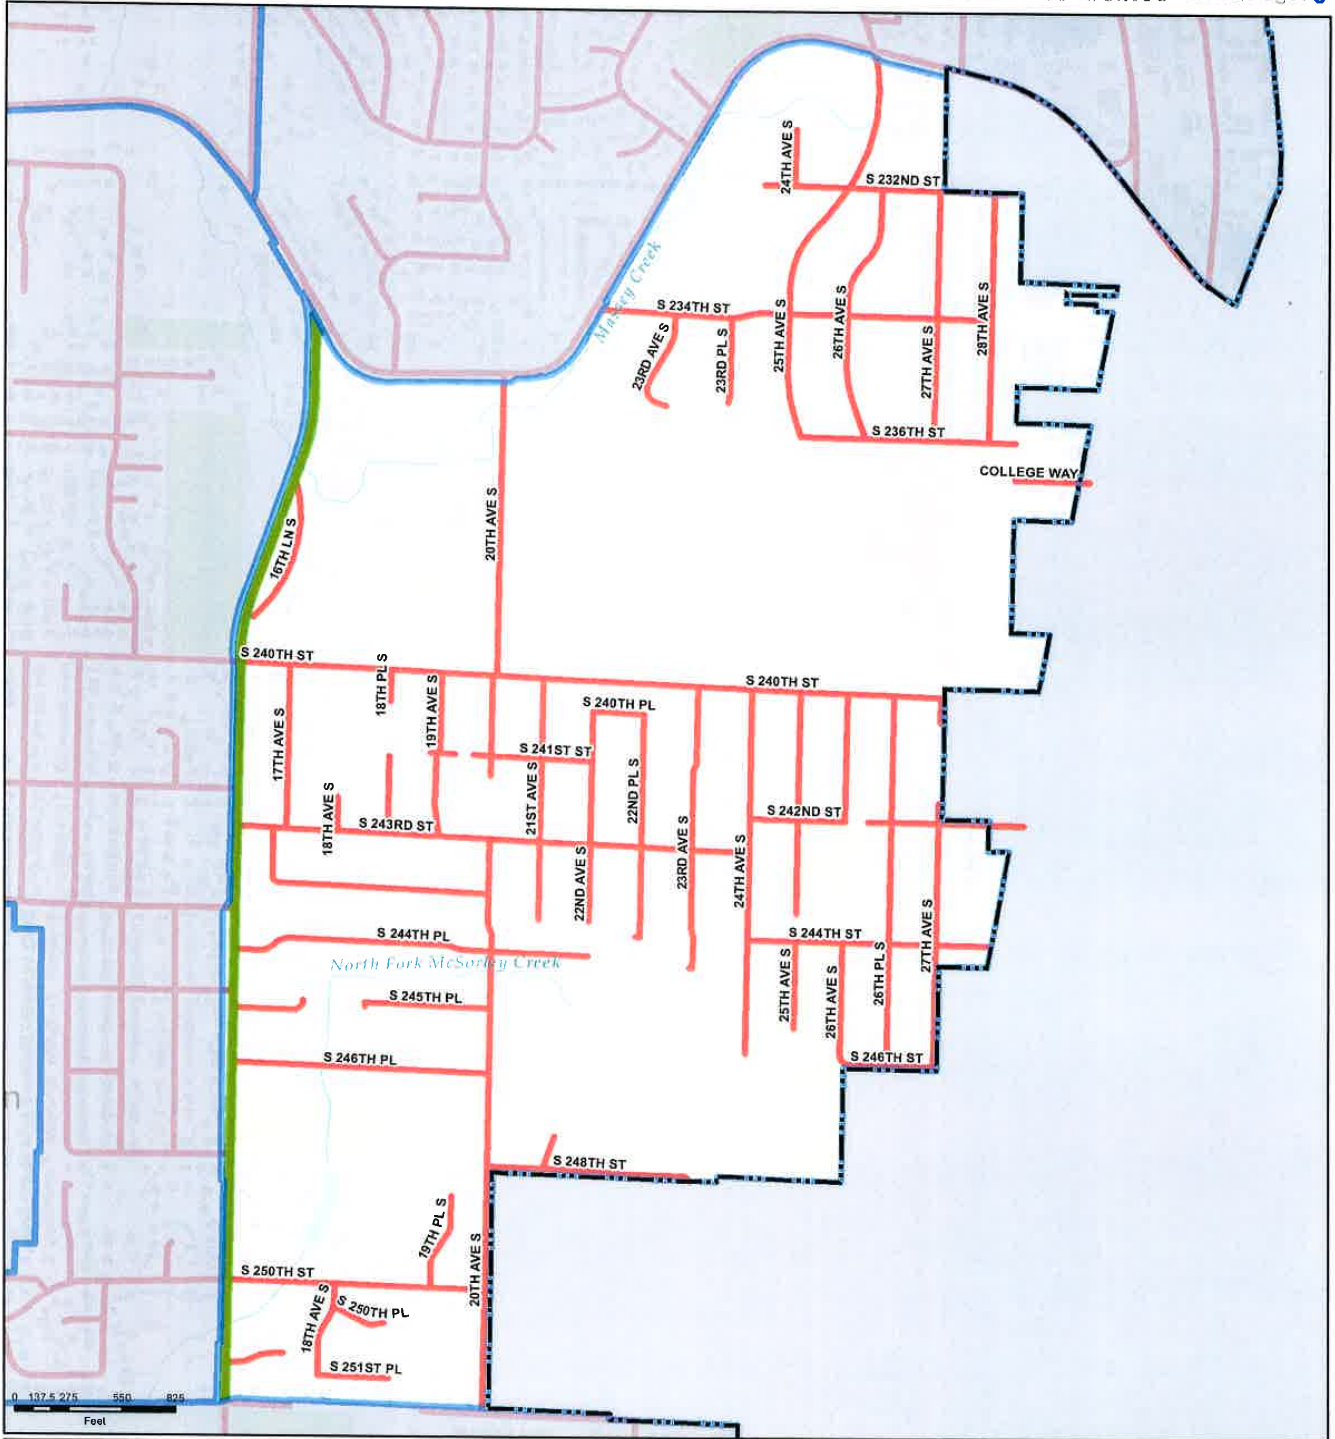 24TH AVE S
S 232ND ST
Massey Creek
S 234TH ST
23RD AVE S
23RD PL S
25TH AVE S
26TH AVE S
27TH AVE S
28TH AVE S
S 236TH ST
COLLEGE WAY
16TH LN S
20TH AVE S
S 240TH ST
18TH PL S
19TH AVE S
S 240TH ST
S 240TH PL
17TH AVE S
S 241ST ST
21ST AVE S
22ND PL S
18TH AVE S
S 243RD ST
S 242ND ST
22ND AVE S
23RD AVE S
24TH AVE S
S 244TH PL
North Fork McSorley Creek
S 244TH ST
27TH AVE S
25TH AVE S
26TH AVE S
26TH PL S
S 245TH PL
S 246TH PL
S 246TH ST
n
S 248TH ST
19TH PL S
20TH AVE S
S 250TH ST
18TH AVE S
S 250TH PL
S 251ST PL
0 137.5 275 550 825
Feet